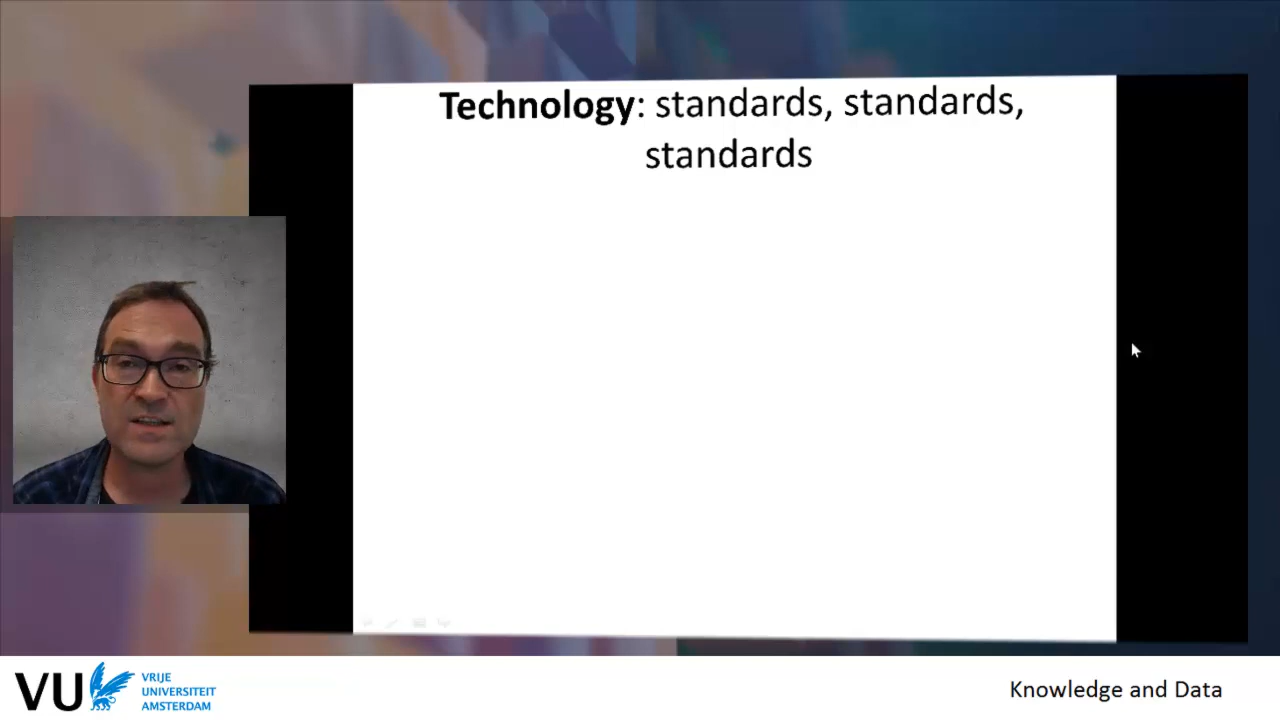 Technology: standards, standards,
standards
VU
VRIJE
UNIVERSITEIT
AMSTERDAM
Knowledge and Data